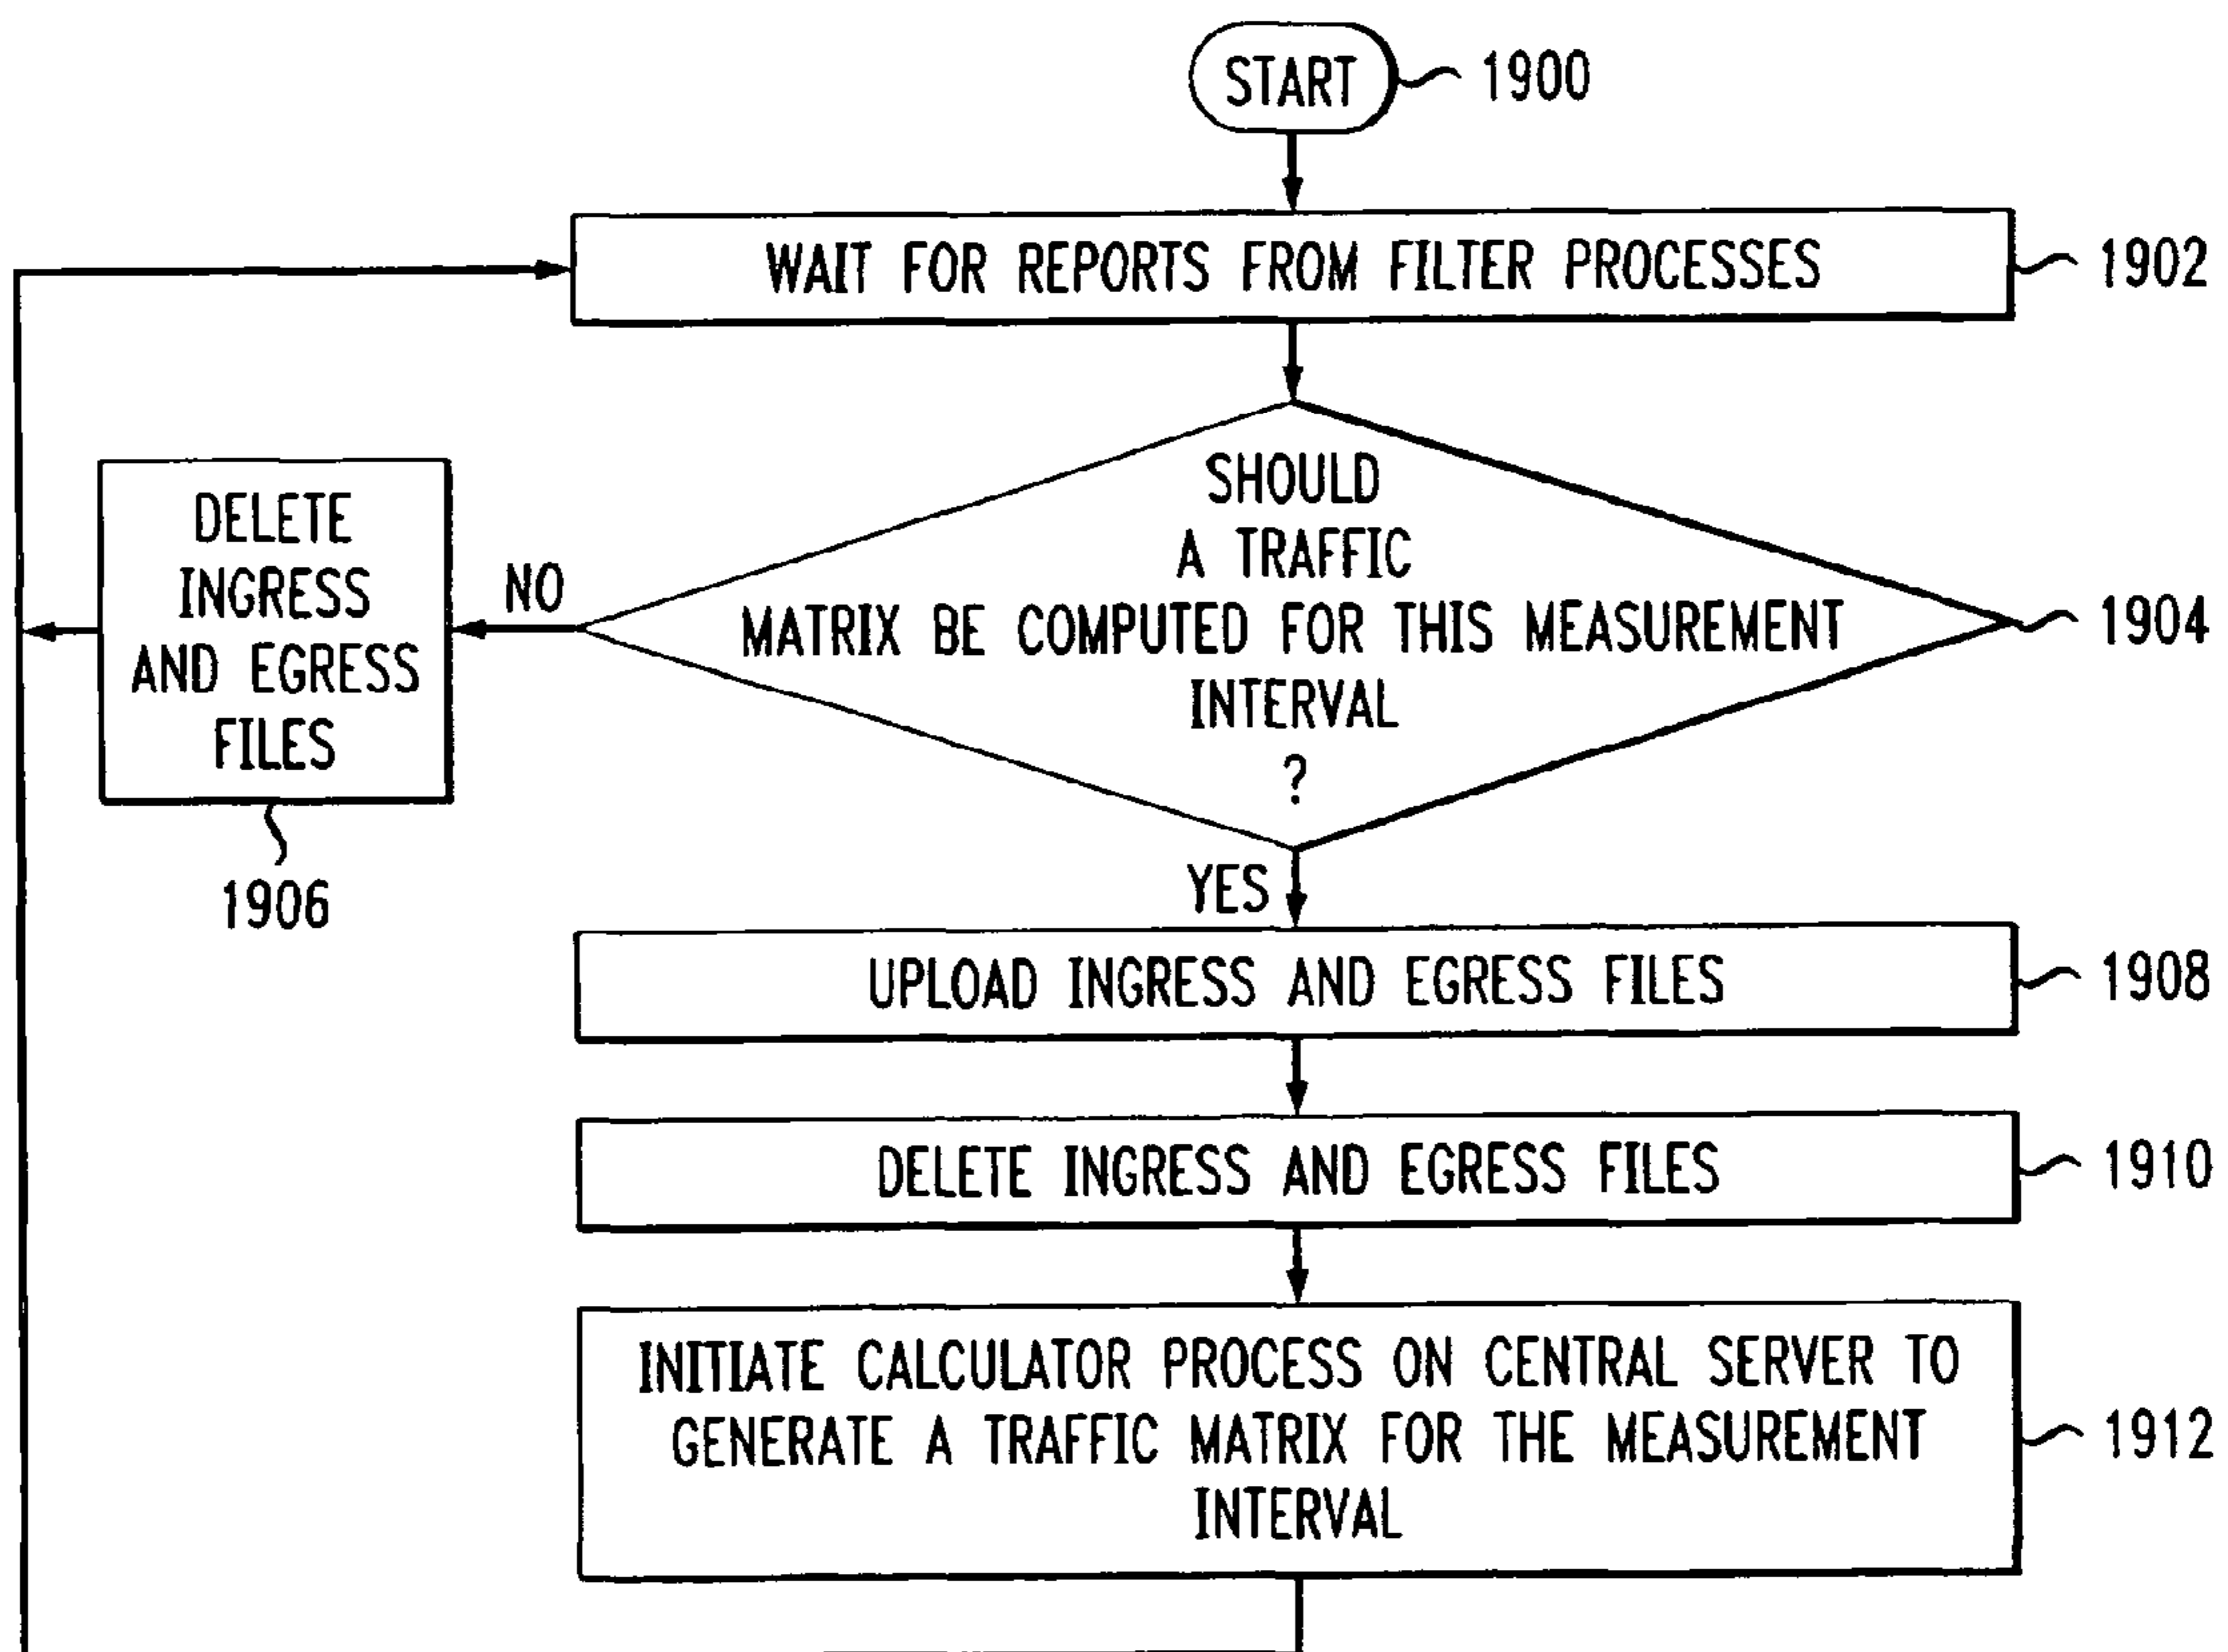 START
1900
WAIT FOR REPORTS FROM FILTER PROCESSES
1902
SHOULD
A TRAFFIC
MATRIX BE COMPUTED FOR THIS MEASUREMENT
INTERVAL
?
1904
NO
DELETE
INGRESS
AND EGRESS
FILES
1906
YES
UPLOAD INGRESS AND EGRESS FILES
1908
DELETE INGRESS AND EGRESS FILES
1910
INITIATE CALCULATOR PROCESS ON CENTRAL SERVER TO
GENERATE A TRAFFIC MATRIX FOR THE MEASUREMENT
INTERVAL
1912